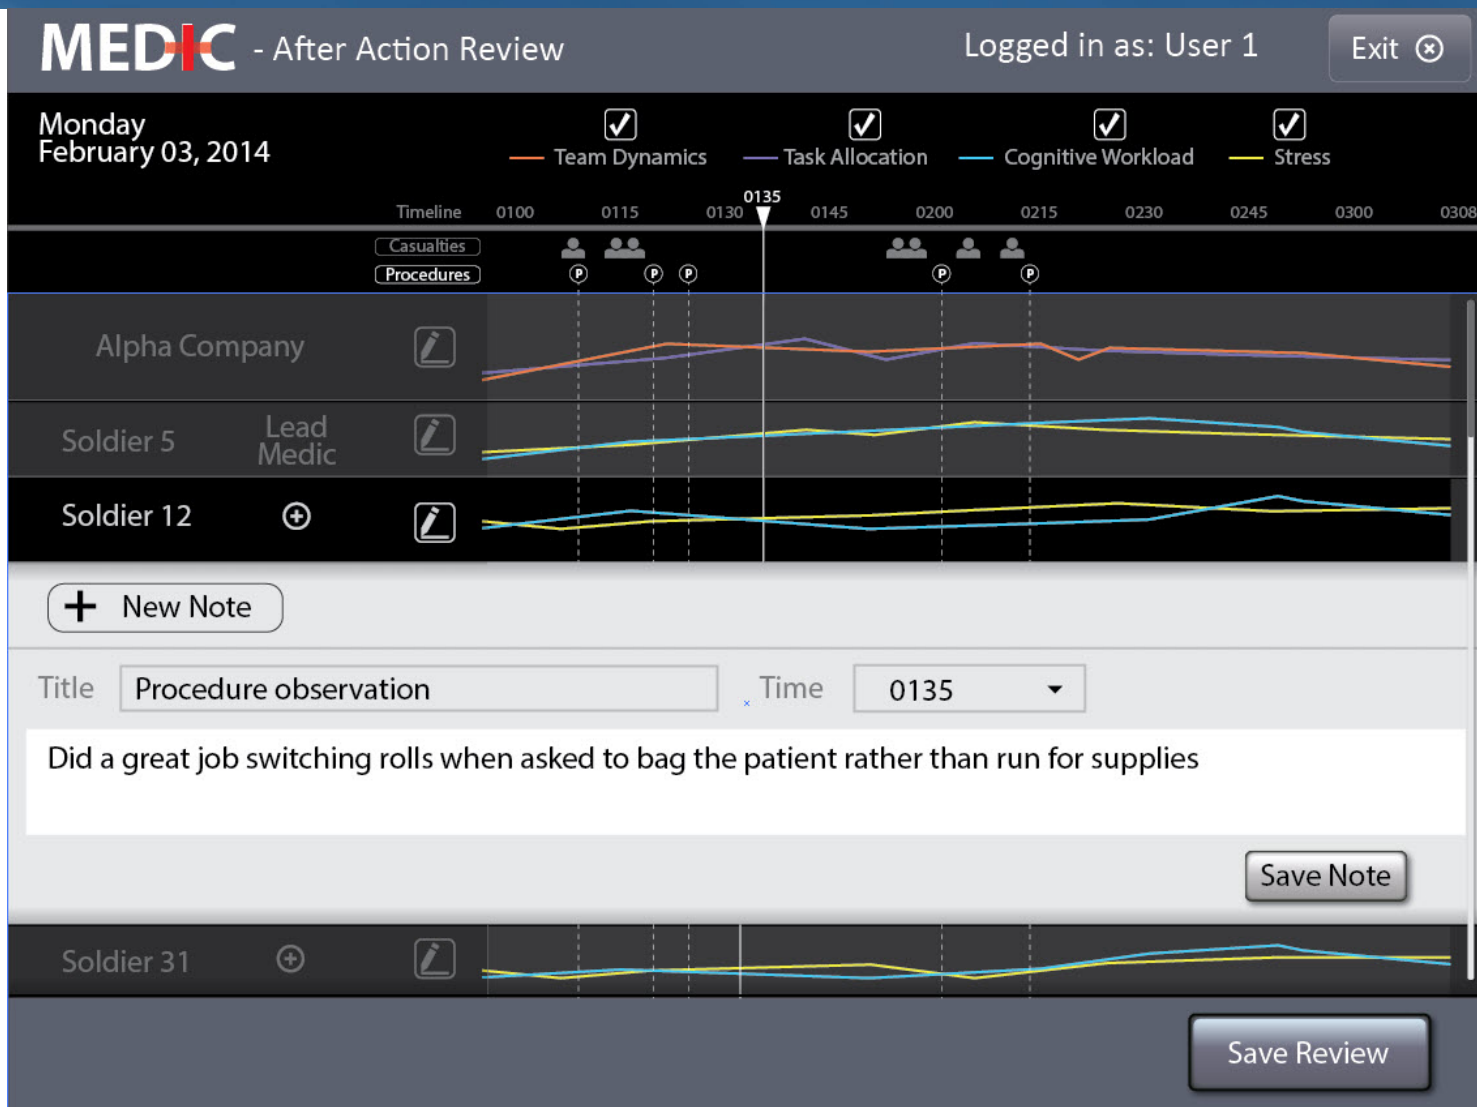 MEDIC - After Action Review
Logged in as: User 1
Exit
Monday
February 03, 2014
Team Dynamics
Task Allocation
Cognitive Workload
Stress
0135
Timeline 0100 0115 0130 0145 0200 0215 0230 0245 0300 0308
Casualties
Procedures P P P P P
Alpha Company
Soldier 5
Lead
Medic
Soldier 12
+ New Note
Title Procedure observation
Time 0135
Did a great job switching rolls when asked to bag the patient rather than run for supplies
Save Note
Soldier 31
Save Review